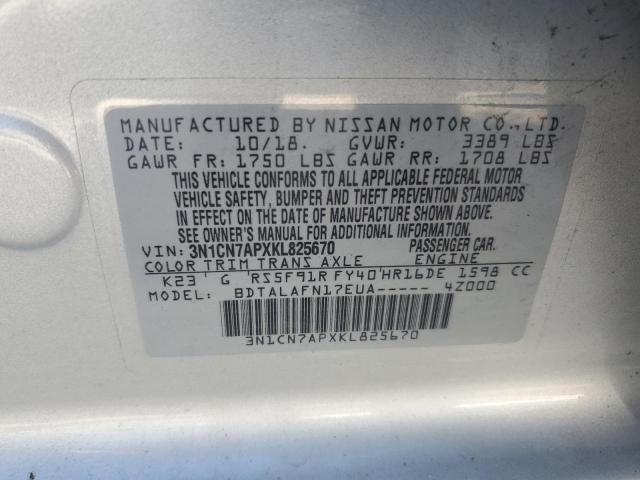 MANUFACTURED BY NISSAN MOTOR CO., LTD.
DATE: 10/18. GVWR: 3389 LBS
GAWR FR: 1750 LBS GAWR RR: 1708 LBS
THIS VEHICLE CONFORMS TO ALL APPLICABLE FEDERAL MOTOR
VEHICLE SAFETY, BUMPER AND THEFT PREVENTION STANDARDS
IN EFFECT ON THE DATE OF MANUFACTURE SHOWN ABOVE.
SEE OWNER'S MANUAL FOR ADDITIONAL INFORMATION
VIN: 3N1CN7APXKL825670 PASSENGER CAR.
COLOR TRIM TRANS AXLE ENGINE
K23 G RS5F91R FY40 HR16DE 1598 CC
MODEL: BDTALAFN17EUA----- 4Z000
3N1CN7APXKL825670